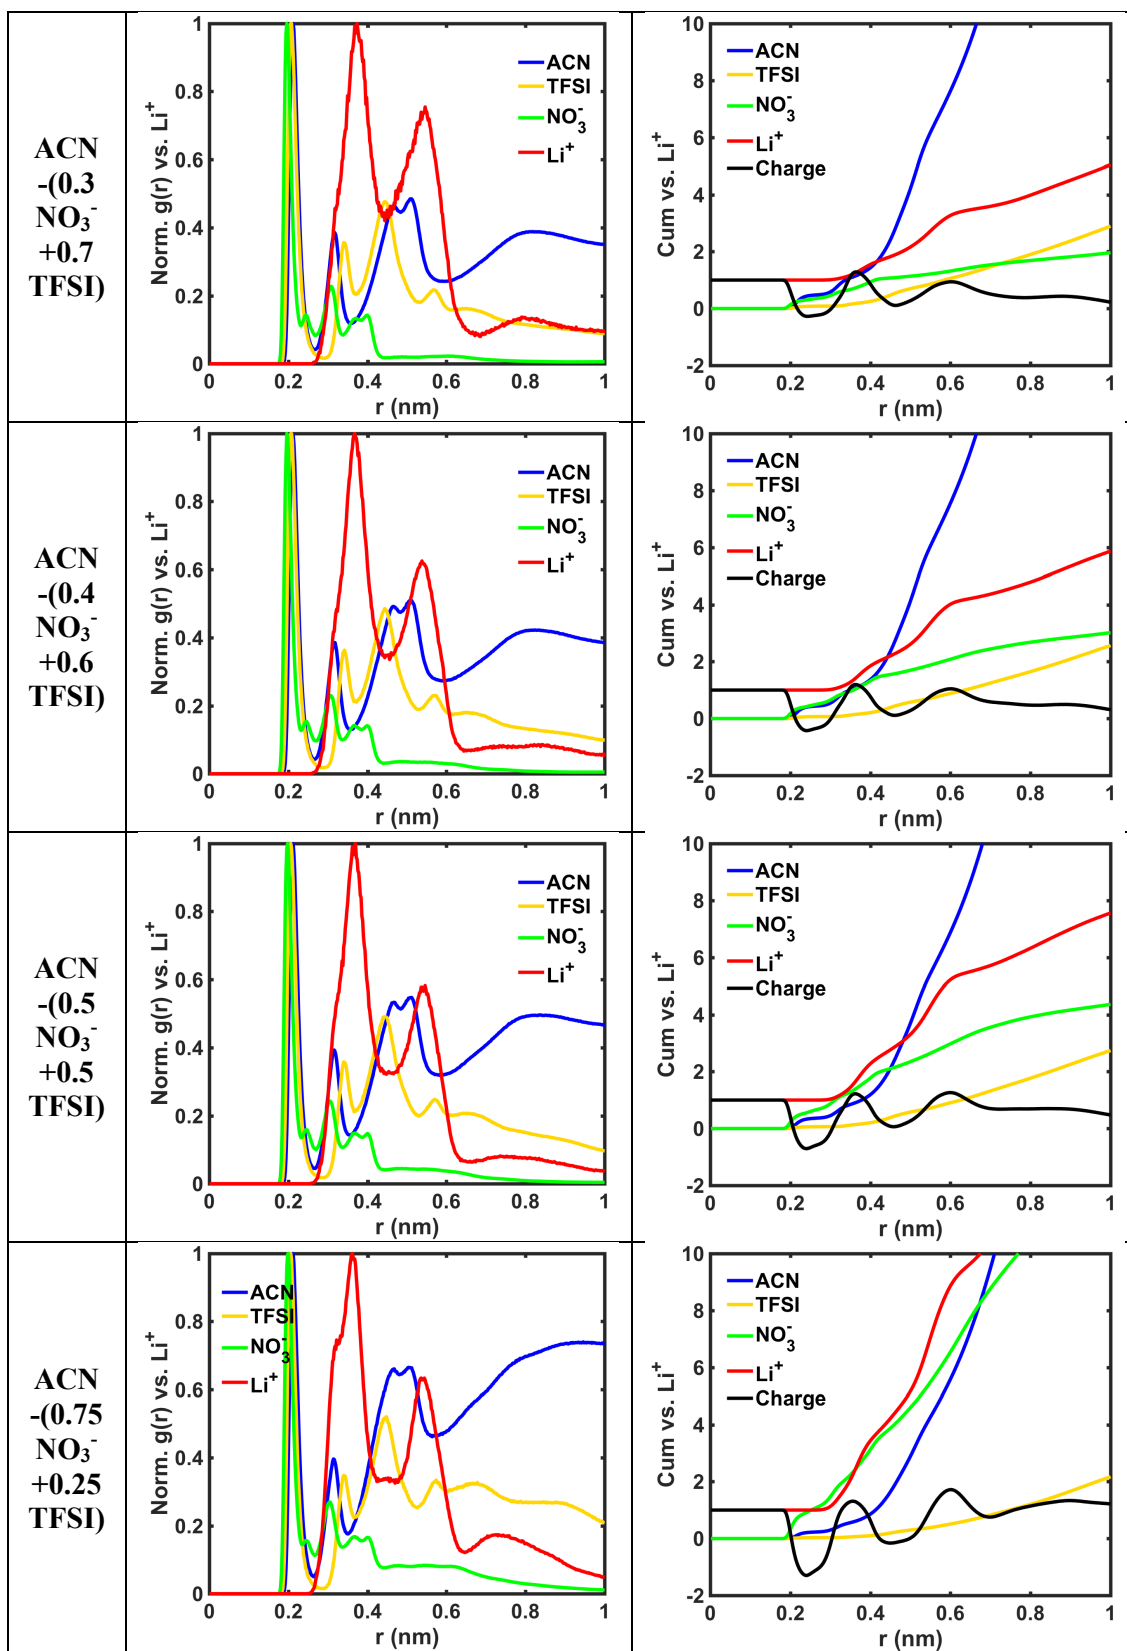 ACN
-(0.3
NO₃⁻
+0.7
TFSI)
Norm. g(r) vs. Li⁺
1
0.8
0.6
0.4
0.2
0
0 0.2 0.4 0.6 0.8 1
r (nm)
ACN
TFSI
NO₃⁻
Li⁺
Cum vs. Li⁺
10
8
6
4
2
0
-2
0 0.2 0.4 0.6 0.8 1
r (nm)
ACN
TFSI
NO₃⁻
Li⁺
Charge
ACN
-(0.4
NO₃⁻
+0.6
TFSI)
Norm. g(r) vs. Li⁺
1
0.8
0.6
0.4
0.2
0
0 0.2 0.4 0.6 0.8 1
r (nm)
ACN
TFSI
NO₃⁻
Li⁺
Cum vs. Li⁺
10
8
6
4
2
0
-2
0 0.2 0.4 0.6 0.8 1
r (nm)
ACN
TFSI
NO₃⁻
Li⁺
Charge
ACN
-(0.5
NO₃⁻
+0.5
TFSI)
Norm. g(r) vs. Li⁺
1
0.8
0.6
0.4
0.2
0
0 0.2 0.4 0.6 0.8 1
r (nm)
ACN
TFSI
NO₃⁻
Li⁺
Cum vs. Li⁺
10
8
6
4
2
0
-2
0 0.2 0.4 0.6 0.8 1
r (nm)
ACN
TFSI
NO₃⁻
Li⁺
Charge
ACN
-(0.75
NO₃⁻
+0.25
TFSI)
Norm. g(r) vs. Li⁺
1
0.8
0.6
0.4
0.2
0
0 0.2 0.4 0.6 0.8 1
r (nm)
ACN
TFSI
NO₃⁻
Li⁺
Cum vs. Li⁺
10
8
6
4
2
0
-2
0 0.2 0.4 0.6 0.8 1
r (nm)
ACN
TFSI
NO₃⁻
Li⁺
Charge